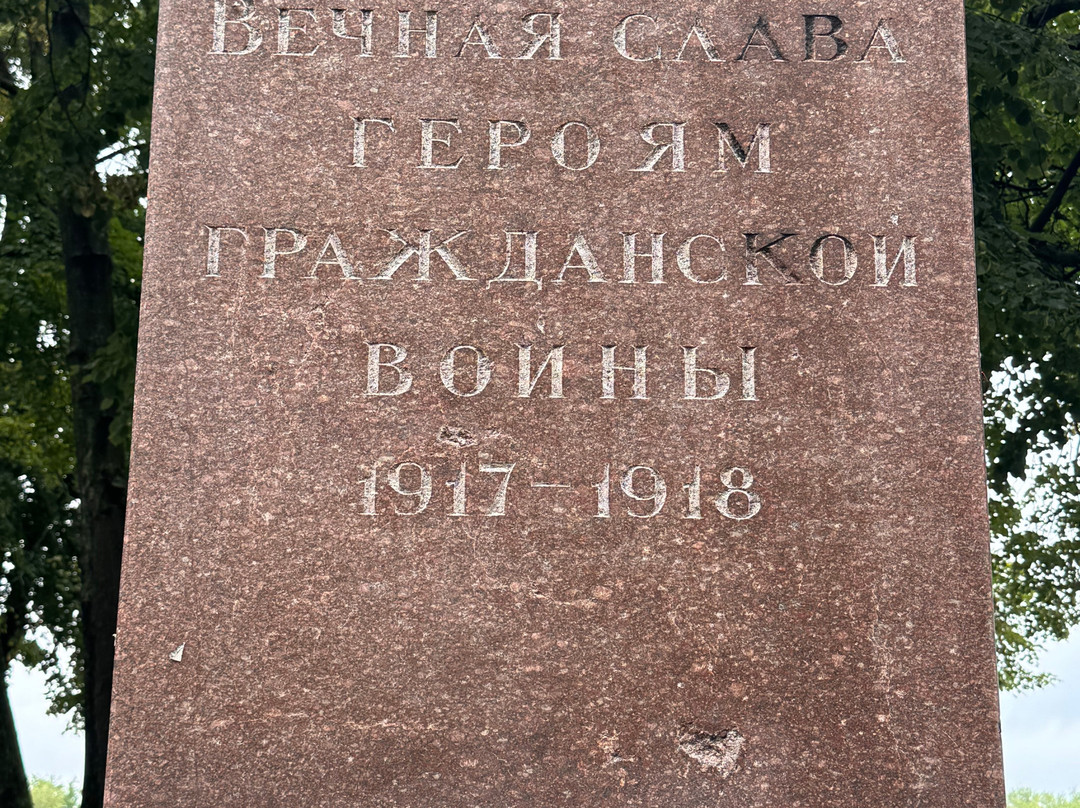 Вечная слава
героям
гражданской
войны
1917–1918